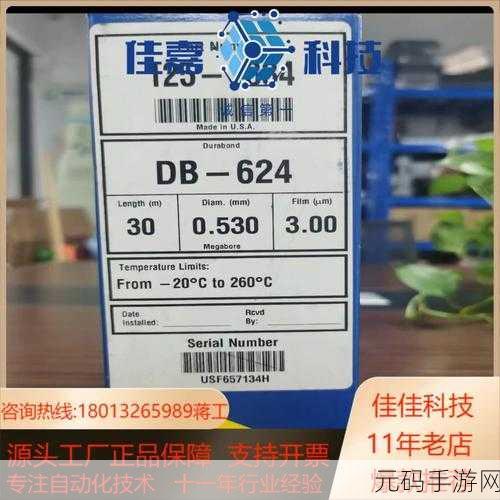 佳嘉 科技
诚信第一
Made in U.S.A.
Durabond
DB-624
Length (m) Diam. (mm) Film (µm)
30 0.530 3.00
Megabore
Temperature Limits:
From -20°C to 260°C
Date Installed: Rcvd By:
Serial Number
USF657134H
咨询热线:18013265989蒋工
佳佳科技
源头工厂正品保障 支持开票
11年老店
专注自动化技术 十一年行业经验
元码手游网